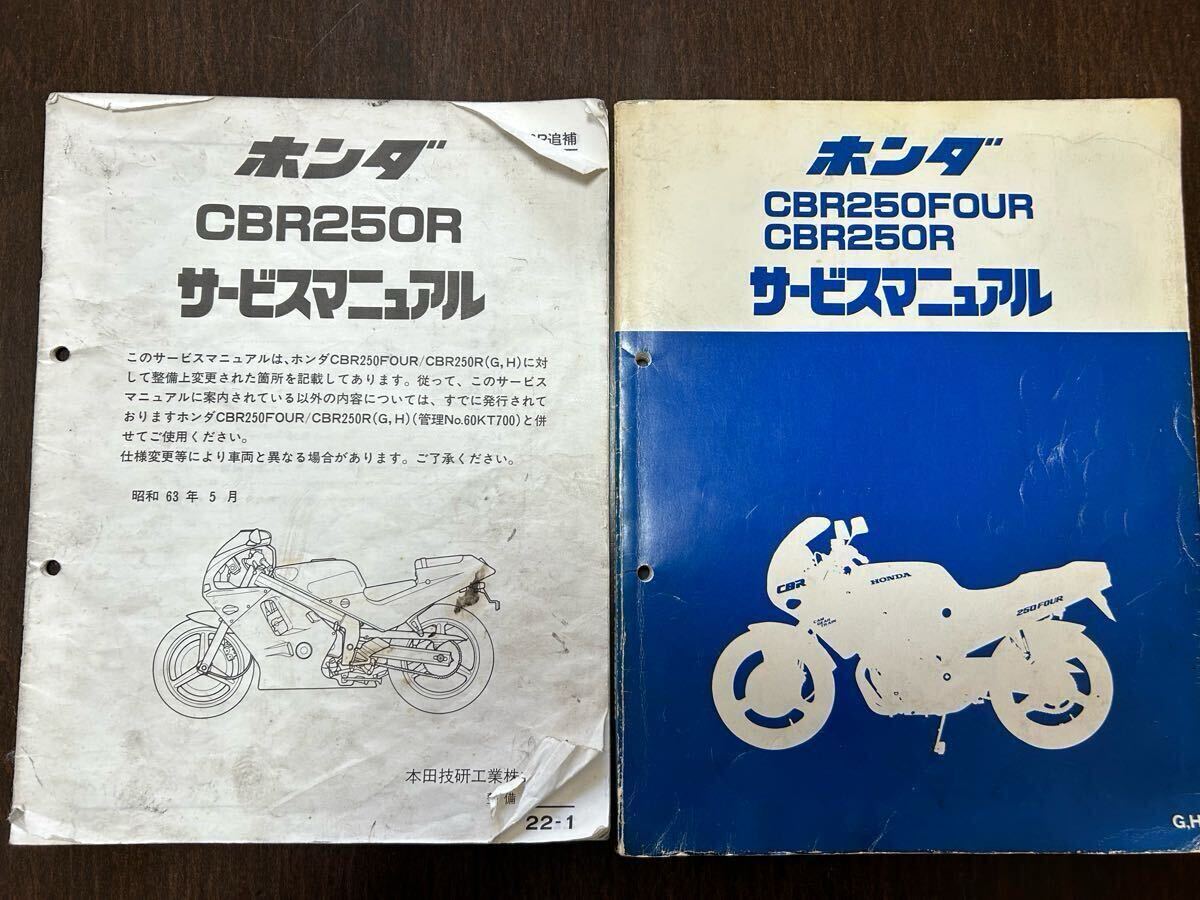 追補
ホンダ
CBR250R
サービスマニュアル
このサービスマニュアルは、ホンダCBR250FOUR/CBR250R(G,H)に対
して整備上変更された箇所を記載してあります。従って、このサービス
マニュアルに案内されている以外の内容については、すでに発行されて
おりますホンダCBR250FOUR/CBR250R(G,H)(管理No.60KT700)と併
せてご使用ください。
仕様変更等により車両と異なる場合があります。ご了承ください。
昭和 63 年 5 月
本田技研工業株
備
22-1
ホンダ
CBR250FOUR
CBR250R
サービスマニュアル
CBR
HONDA
250FOUR
G,H